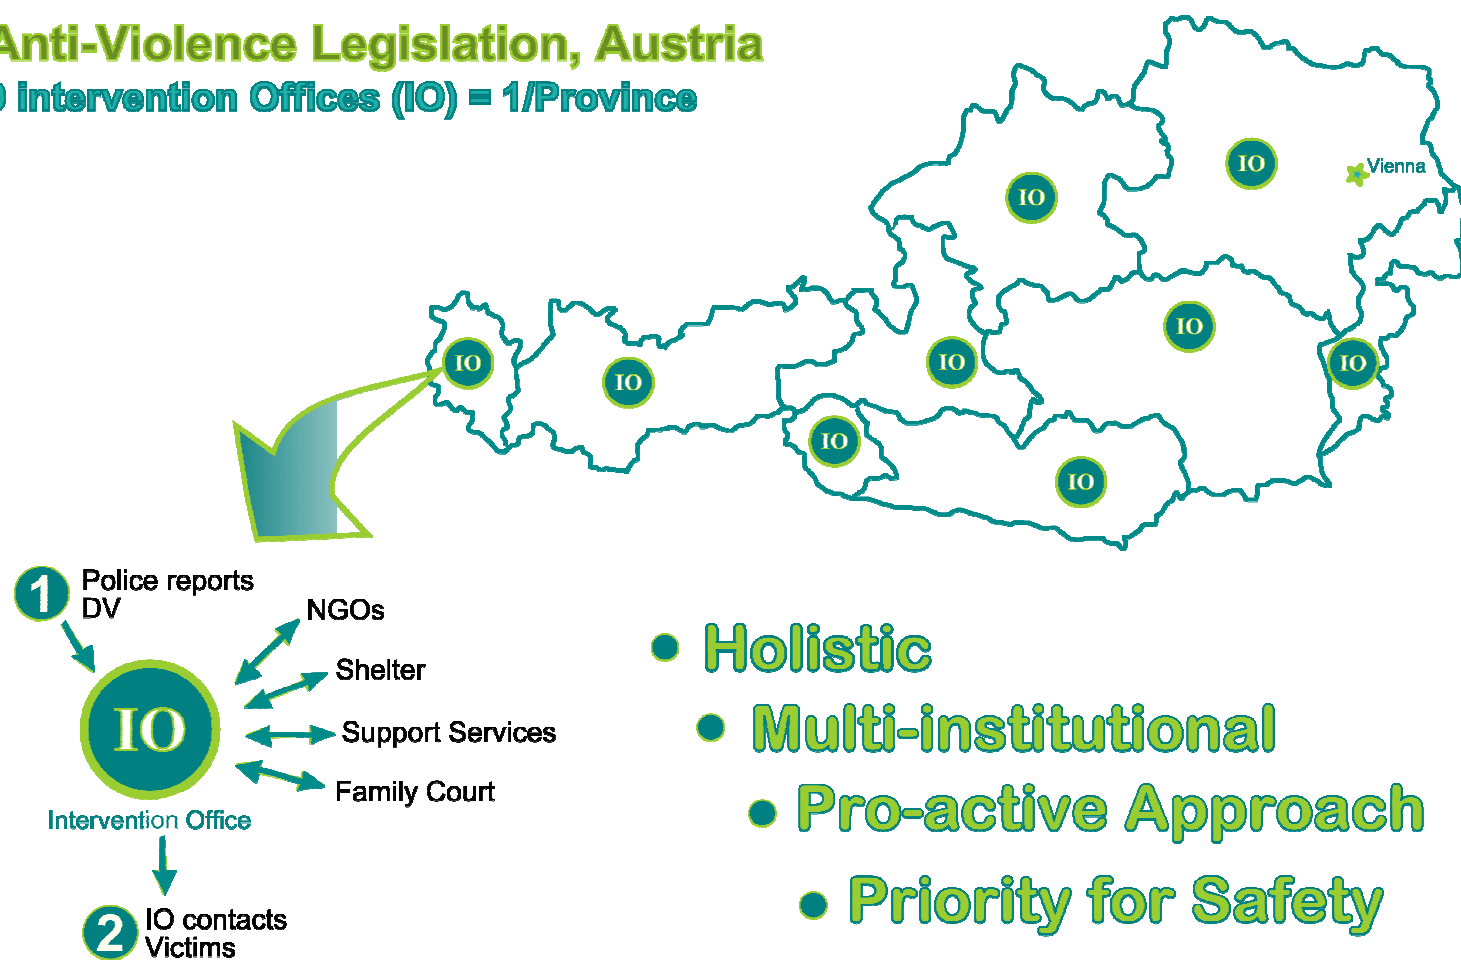 Anti-Violence Legislation, Austria
intervention Offices (IO) = 1/Province
IO
IO
Vienna
IO
IO
IO
IO
IO
IO
IO
1
Police reports
DV
NGOs
Shelter
Support Services
Family Court
IO
Intervention Office
2
IO contacts
Victims
Holistic
Multi-institutional
Pro-active Approach
Priority for Safety